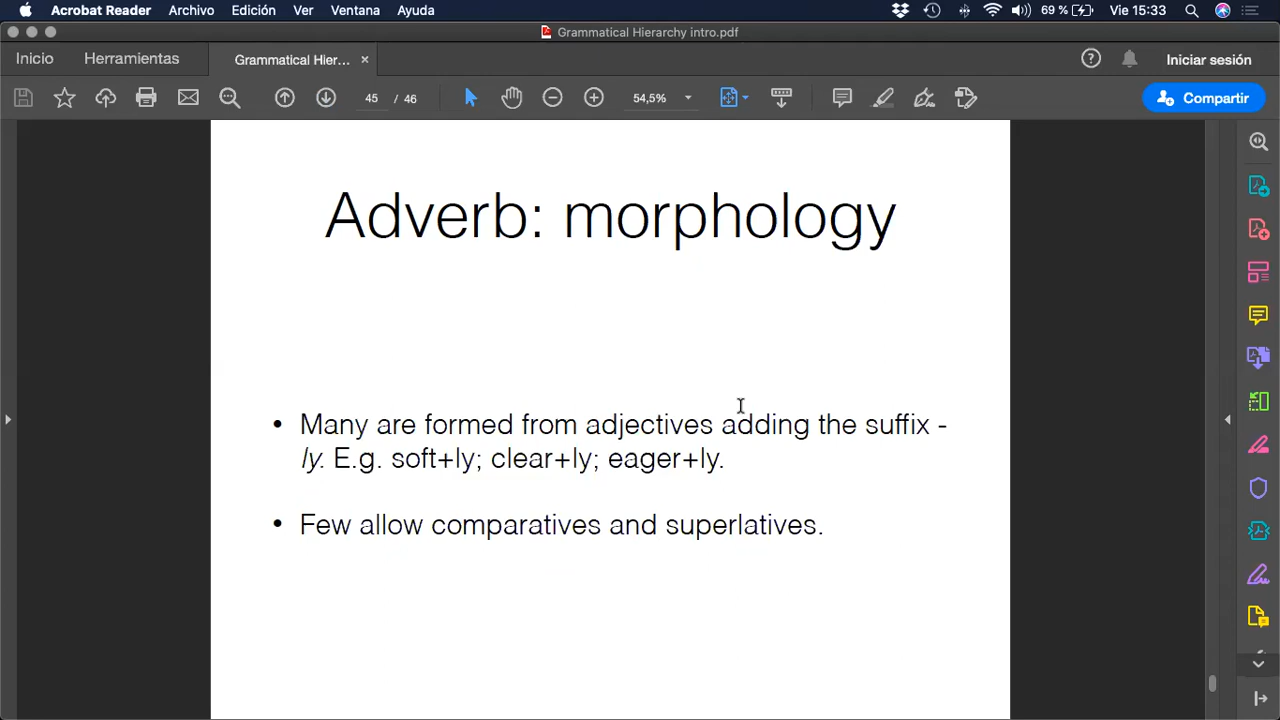 Acrobat Reader Archivo Edición Ver Ventana Ayuda 69 % Vie 15:33
Grammatical Hierarchy intro.pdf
Inicio Herramientas Grammatical Hier... × Iniciar sesión
45 / 46 54,5% Compartir
Adverb: morphology
• Many are formed from adjectives adding the suffix -
ly. E.g. soft+ly; clear+ly; eager+ly.
• Few allow comparatives and superlatives.